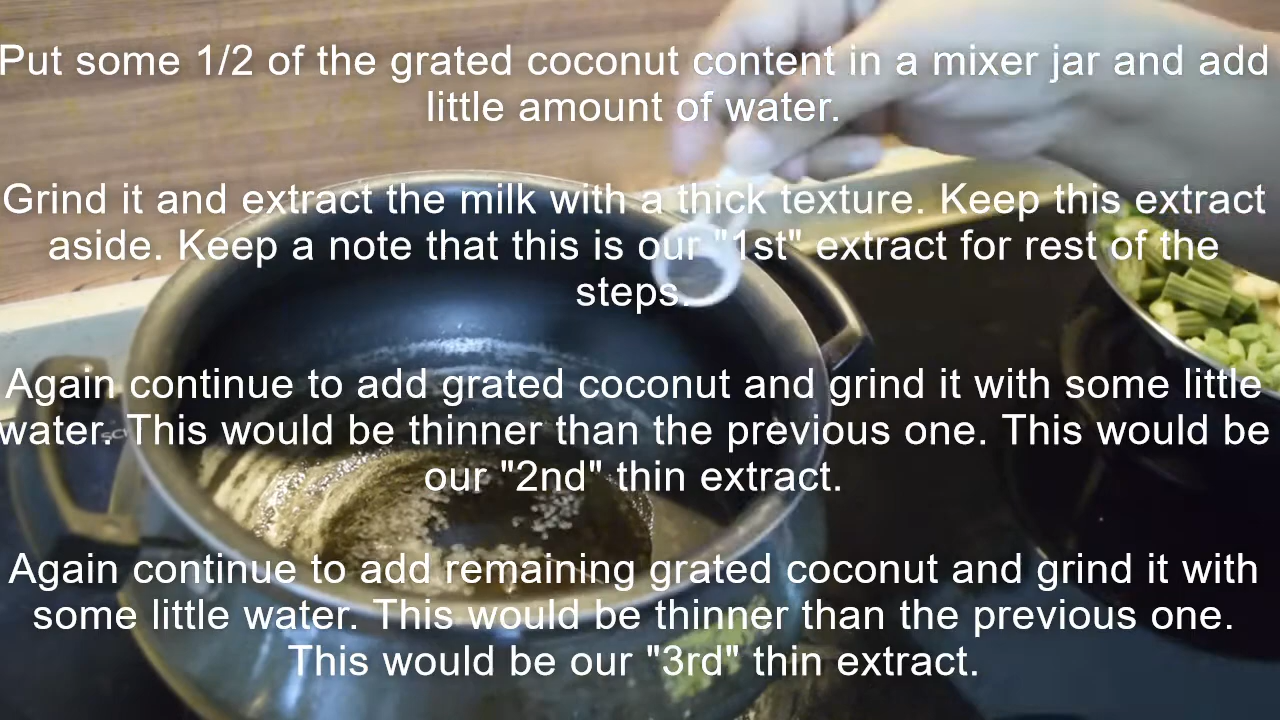 Put some 1/2 of the grated coconut content in a mixer jar and add
little amount of water.
Grind it and extract the milk with a thick texture. Keep this extract
aside. Keep a note that this is our "1st" extract for rest of the
steps.
Again continue to add grated coconut and grind it with some little
water. This would be thinner than the previous one. This would be
our "2nd" thin extract.
Again continue to add remaining grated coconut and grind it with
some little water. This would be thinner than the previous one.
This would be our "3rd" thin extract.